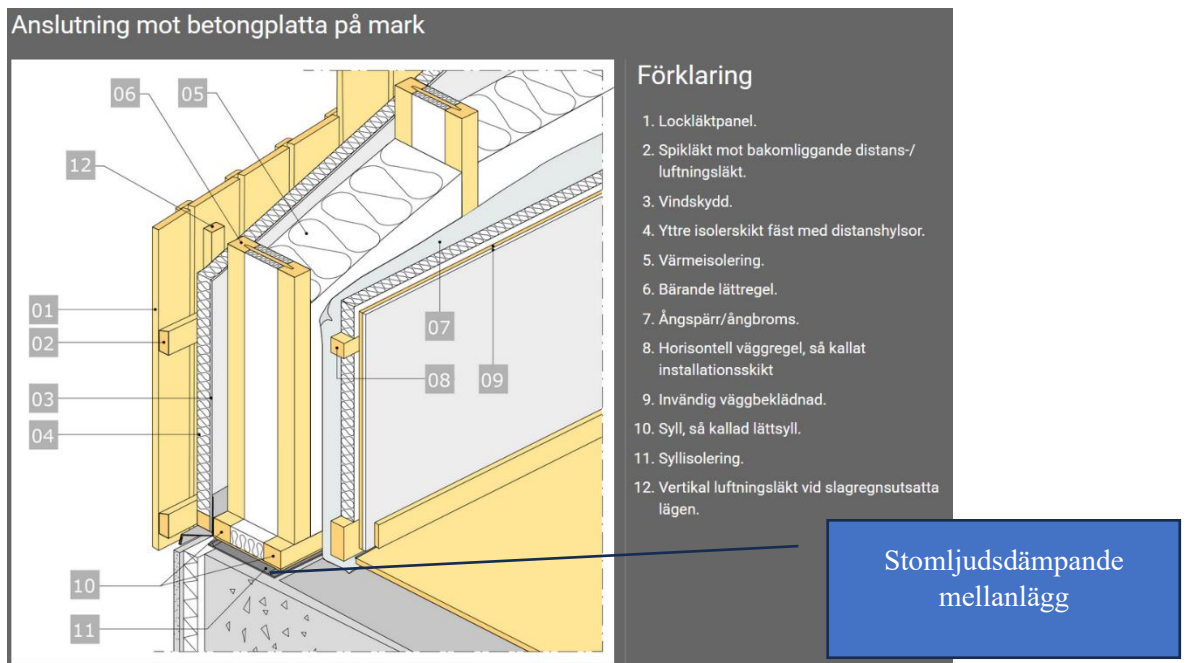 Anslutning mot betongplatta på mark
06
05
12
01
02
03
04
07
08
09
10
11
Förklaring
1. Lockläktpanel.
2. Spikläkt mot bakomliggande distans-/
luftningsläkt.
3. Vindskydd.
4. Yttre isolerskikt fäst med distanshylsor.
5. Värmeisolering.
6. Bärande lättregel.
7. Ångspärr/ångbroms.
8. Horisontell väggregel, så kallat
installationsskikt
9. Invändig väggbeklädnad.
10. Syll, så kallad lättsyll.
11. Syllisolering.
12. Vertikal luftningsläkt vid slagregnsutsatta
lägen.
Stomljudsdämpande
mellanlägg